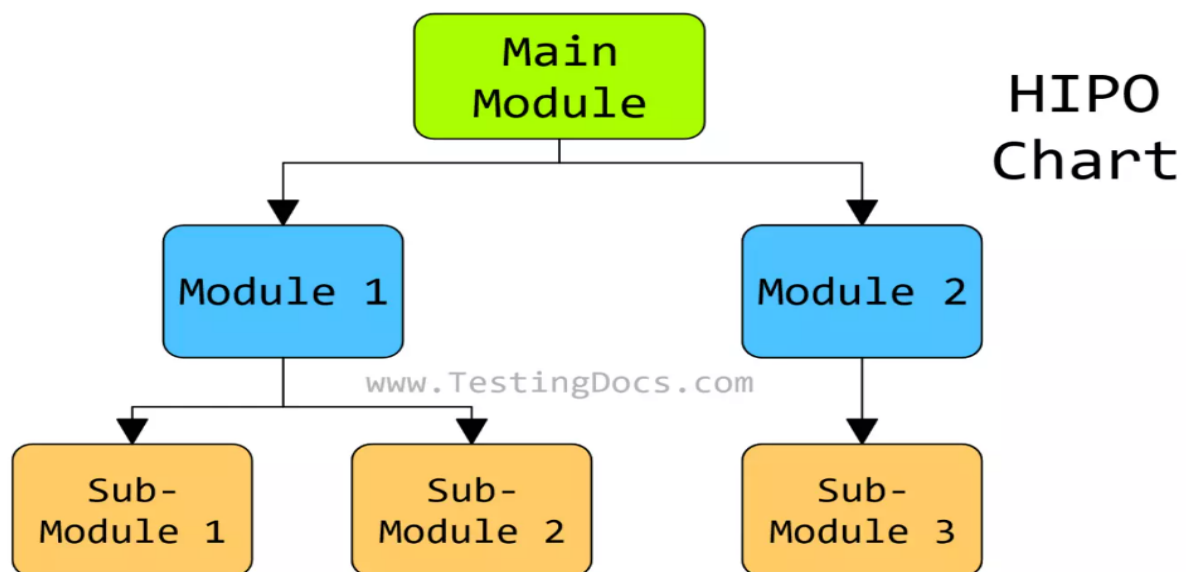 Main
Module
HIPO
Chart
Module 1
Module 2
www.TestingDocs.com
Sub-
Module 1
Sub-
Module 2
Sub-
Module 3